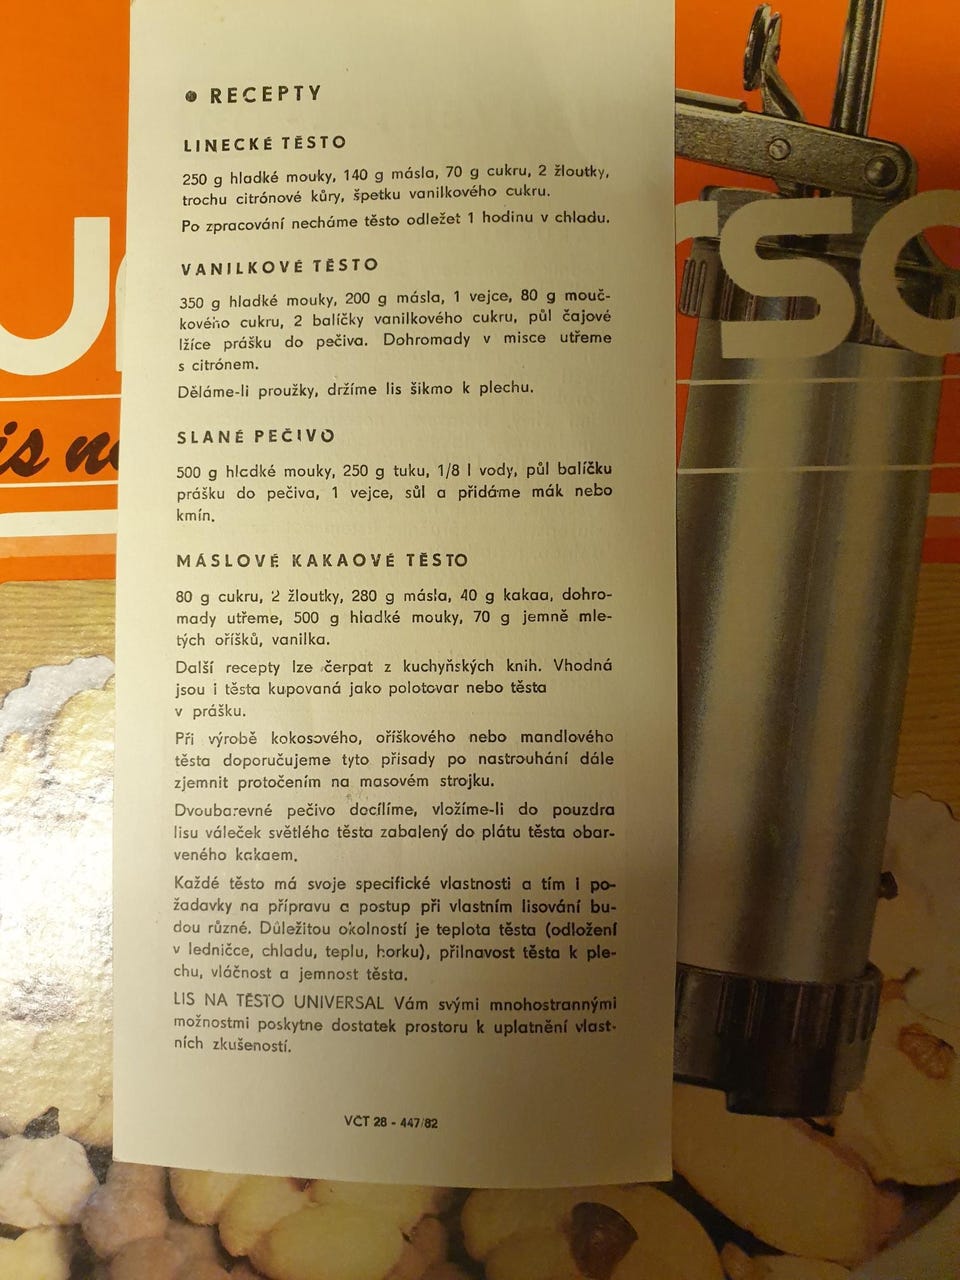 ● RECEPTY
LINECKÉ TĚSTO
250 g hladké mouky, 140 g másla, 70 g cukru, 2 žloutky,
trochu citrónové kůry, špetku vanilkového cukru.
Po zpracování necháme těsto odležet 1 hodinu v chladu.
VANILKOVÉ TĚSTO
350 g hladké mouky, 200 g másla, 1 vejce, 80 g mouč-
kového cukru, 2 balíčky vanilkového cukru, půl čajové
lžíce prášku do pečiva. Dohromady v misce utřeme
s citrónem.
Děláme-li proužky, držíme lis šikmo k plechu.
SLANÉ PEČIVO
500 g hladké mouky, 250 g tuku, 1/8 l vody, půl balíčku
prášku do pečiva, 1 vejce, sůl a přidáme mák nebo
kmín.
MÁSLOVÉ KAKAOVÉ TĚSTO
80 g cukru, 2 žloutky, 280 g másla, 40 g kakaa, dohro-
mady utřeme, 500 g hladké mouky, 70 g jemně mle-
tých oříšků, vanilka.
Další recepty lze čerpat z kuchyňských knih. Vhodná
jsou i těsta kupovaná jako polotovar nebo těsta
v prášku.
Při výrobě kokosového, oříškového nebo mandlového
těsta doporučujeme tyto přísady po nastrouhání dále
zjemnit protočením na masovém strojku.
Dvoubarevné pečivo docílíme, vložíme-li do pouzdra
lisu váleček světlého těsta zabalený do plátu těsta obar-
veného kakaem.
Každé těsto má svoje specifické vlastnosti a tím i po-
žadavky na přípravu a postup při vlastním lisování bu-
dou různé. Důležitou okolností je teplota těsta (odložení
v ledničce, chladu, teplu, horku), přilnavost těsta k ple-
chu, vláčnost a jemnost těsta.
LIS NA TĚSTO UNIVERSAL Vám svými mnohostrannými
možnostmi poskytne dostatek prostoru k uplatnění vlast-
ních zkušeností.
VČT 28 - 447/82